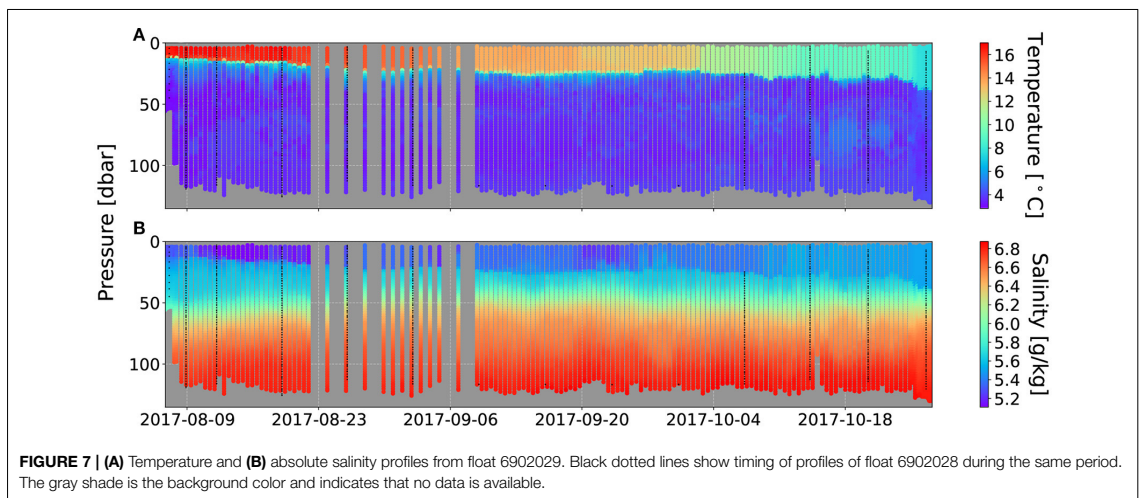 A
0
50
100
Temperature [ °C]
16
14
12
10
8
6
4
Pressure [dbar]
B
0
50
100
Salinity [g/kg]
6.8
6.6
6.4
6.2
6.0
5.8
5.6
5.4
5.2
2017-08-09 2017-08-23 2017-09-06 2017-09-20 2017-10-04 2017-10-18
FIGURE 7 | (A) Temperature and (B) absolute salinity profiles from float 6902029. Black dotted lines show timing of profiles of float 6902028 during the same period.
The gray shade is the background color and indicates that no data is available.